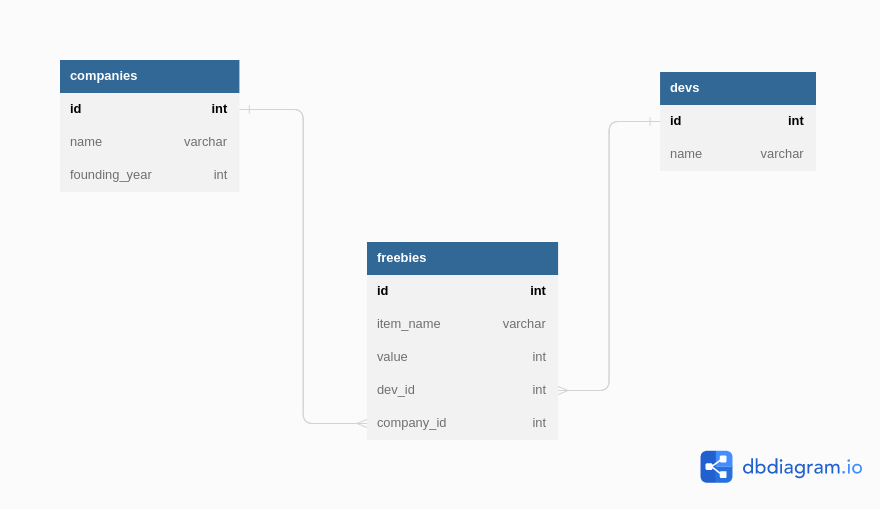 companies
id int
name varchar
founding_year int
devs
id int
name varchar
freebies
id int
item_name varchar
value int
dev_id int
company_id int
dbdiagram.io